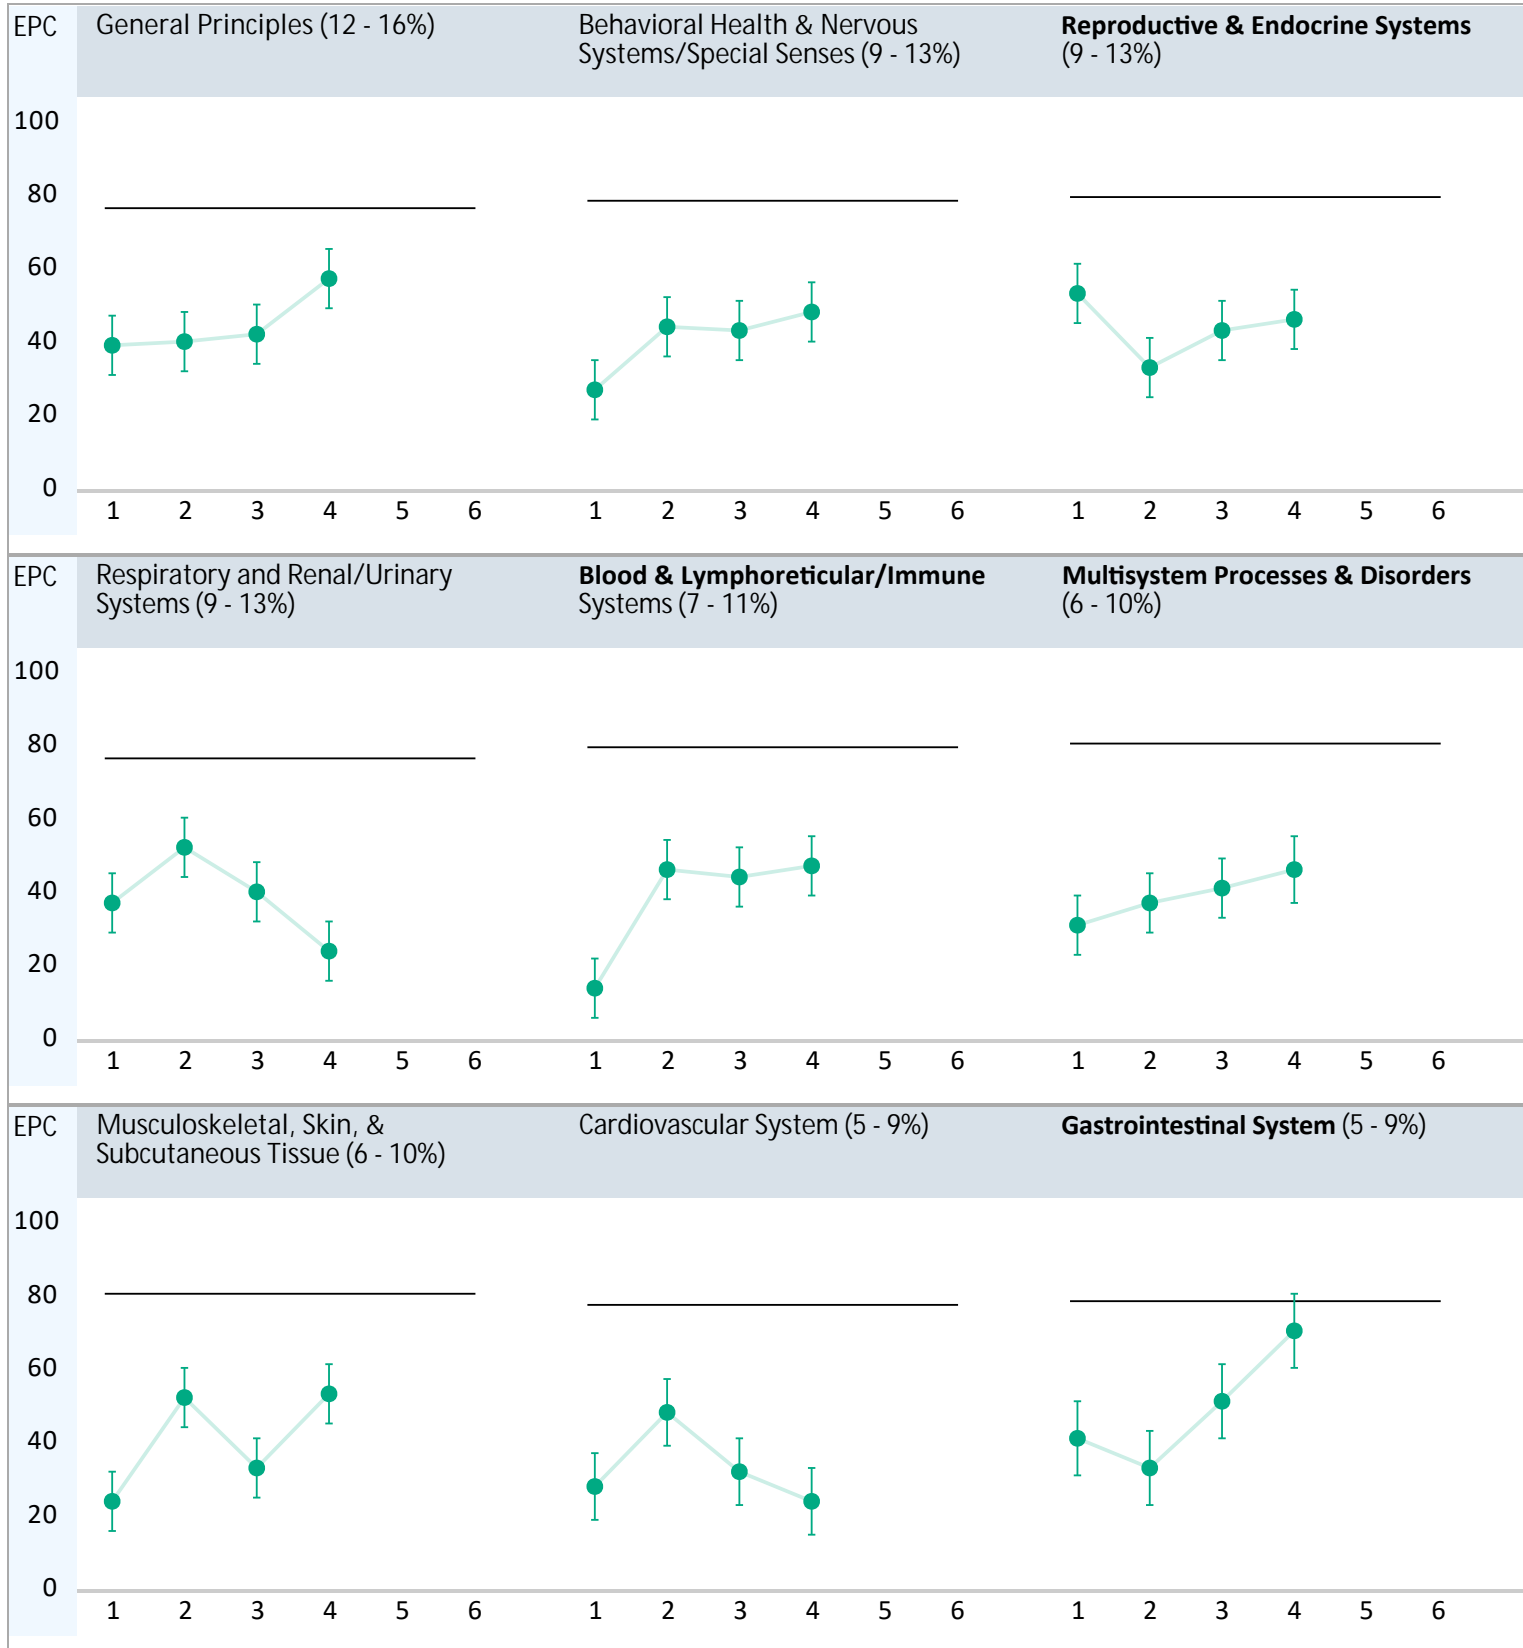 EPC
General Principles (12 - 16%)
Behavioral Health & Nervous
Systems/Special Senses (9 - 13%)
Reproductive & Endocrine Systems
(9 - 13%)
100
80
60
40
20
0
1 2 3 4 5 6
1 2 3 4 5 6
1 2 3 4 5 6
EPC
Respiratory and Renal/Urinary
Systems (9 - 13%)
Blood & Lymphoreticular/Immune
Systems (7 - 11%)
Multisystem Processes & Disorders
(6 - 10%)
100
80
60
40
20
0
1 2 3 4 5 6
1 2 3 4 5 6
1 2 3 4 5 6
EPC
Musculoskeletal, Skin, &
Subcutaneous Tissue (6 - 10%)
Cardiovascular System (5 - 9%)
Gastrointestinal System (5 - 9%)
100
80
60
40
20
0
1 2 3 4 5 6
1 2 3 4 5 6
1 2 3 4 5 6